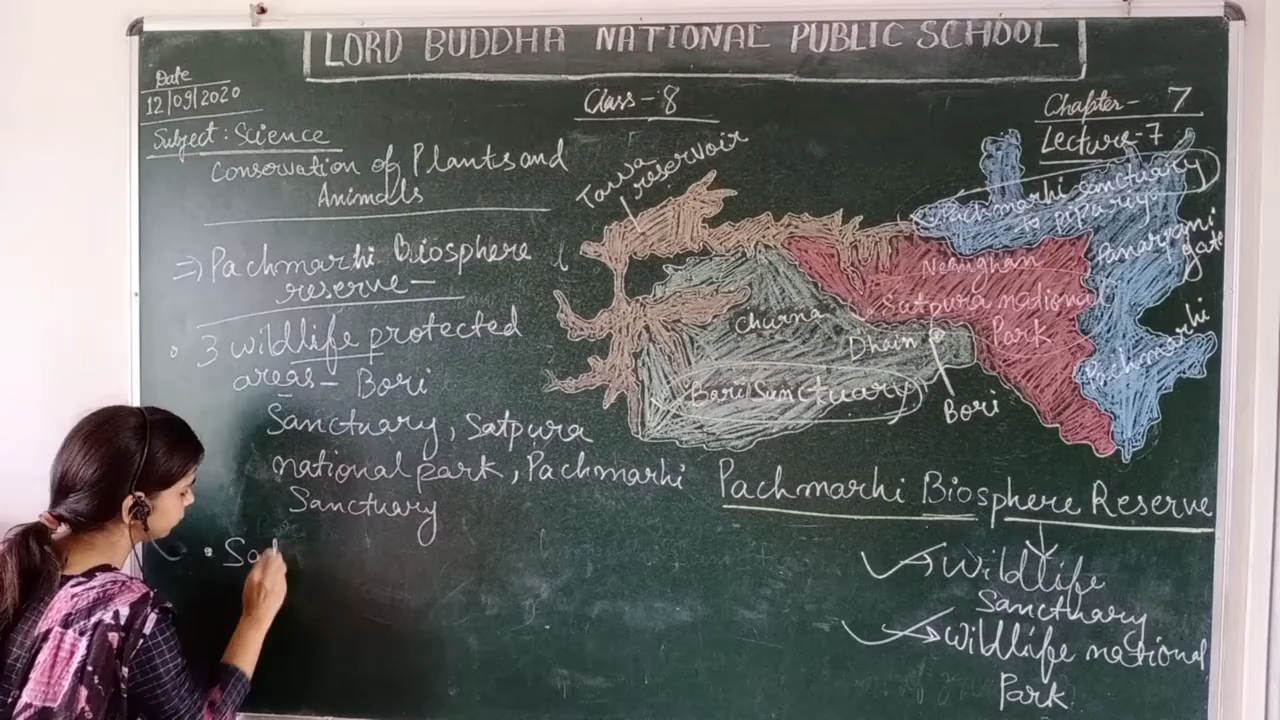 LORD BUDDHA NATIONAL PUBLIC SCHOOL
Date
12/09/2020
Class - 8
Chapter - 7
Subject : Science
Lecture - 7
Conservation of Plants and
Animals
⇒ Pachmarhi Biosphere
reserve -
• 3 wildlife protected
areas - Bori
Sanctuary, Satpura
national park, Pachmarhi
Sanctuary
• Sa
Tawa
reservoir
Pachmarhi sanctuary
to pipariya
Panarpani
gate
Neemghan
Satpura national
Park
Churna
Dhain
Pachmarhi
Bori Sanctuary
Bori
Pachmarhi Biosphere Reserve
Wildlife
Sanctuary
Wildlife national
Park